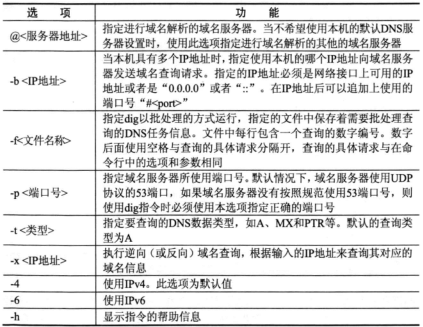 选 项 功 能
@<服务器地址> 指定进行域名解析的域名服务器。当不希望使用本机的默认DNS服
务器设置时，使用此选项指定进行域名解析的其他的域名服务器
-b <IP地址> 当本机具有多个IP地址时，指定使用本机的哪个IP地址向域名服务
器发送域名查询请求。指定的IP地址必须是网络接口上可用的IP
地址或者是“0.0.0.0”或者“::”。在IP地址后可以追加上使用的
端口号“#<port>”
-f<文件名称> 指定dig以批处理的方式运行，指定的文件中保存着需要批处理查
询的DNS任务信息。文件中每行包含一个查询的数字编号。数字
后面使用空格与查询的具体请求分隔开，查询的具体请求与在命
令行中的选项和参数相同
-p <端口号> 指定域名服务器所使用端口号。默认情况下，域名服务器使用UDP
协议的53端口，如果域名服务器没有按照规范使用53端口号，则
使用dig指令时必须使用本选项指定正确的端口号
-t <类型> 指定要查询的DNS数据类型，如A、MX和PTR等。默认的查询类
型为A
-x <IP地址> 执行逆向（或反向）域名查询，根据输入的IP地址来查询其对应的
域名信息
-4 使用IPv4。此选项为默认值
-6 使用IPv6
-h 显示指令的帮助信息